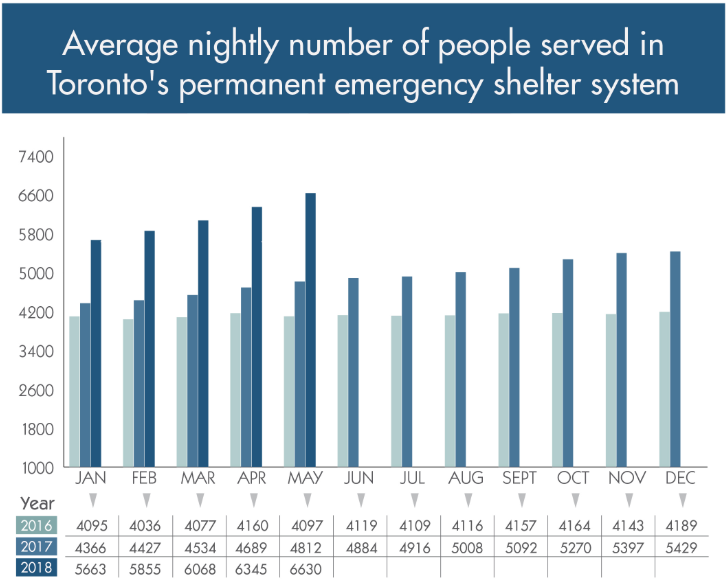 Average nightly number of people served in
Toronto's permanent emergency shelter system
7400
6600
5800
5000
4200
3400
2600
1800
1000
JAN FEB MAR APR MAY JUN JUL AUG SEPT OCT NOV DEC
Year
2016 4095 4036 4077 4160 4097 4119 4109 4116 4157 4164 4143 4189
2017 4366 4427 4534 4689 4812 4884 4916 5008 5092 5270 5397 5429
2018 5663 5855 6068 6345 6630